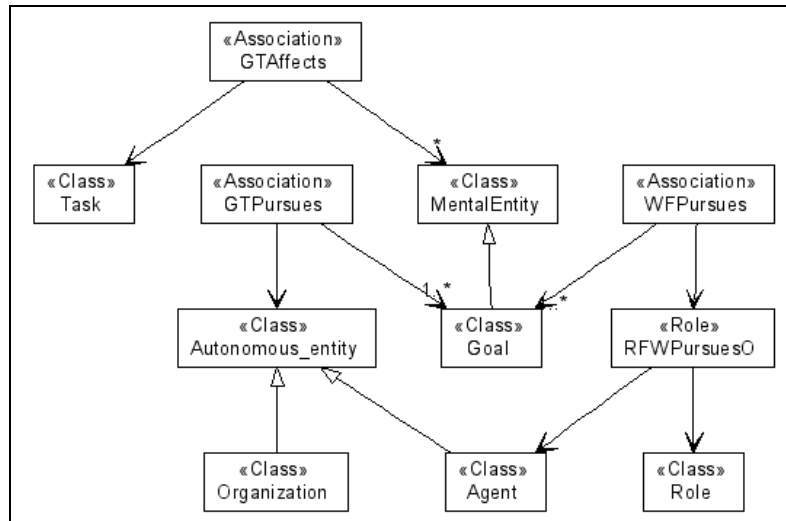 «Association»
GTAffects
*
«Class»
Task
«Association»
GTPursues
«Class»
MentalEntity
«Association»
WFPursues
1..*
*
«Class»
Autonomous_entity
«Class»
Goal
«Role»
RFWPursuesO
«Class»
Organization
«Class»
Agent
«Class»
Role